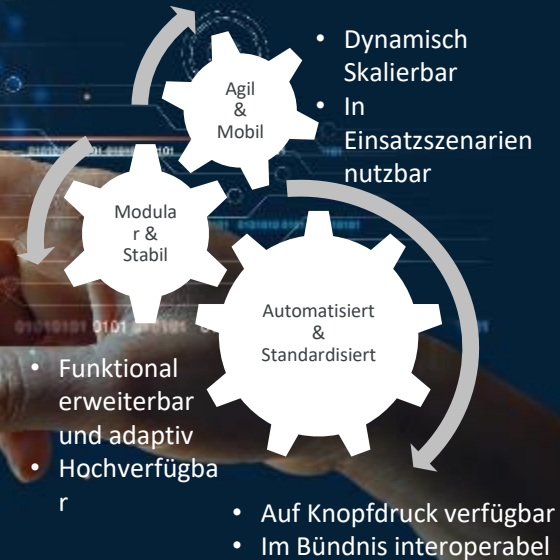 Agil
&
Mobil
• Dynamisch
Skalierbar
• In
Einsatzszenarien
nutzbar
Modula
r &
Stabil
• Funktional
erweiterbar
und adaptiv
• Hochverfügba
r
Automatisiert
&
Standardisiert
• Auf Knopfdruck verfügbar
• Im Bündnis interoperabel